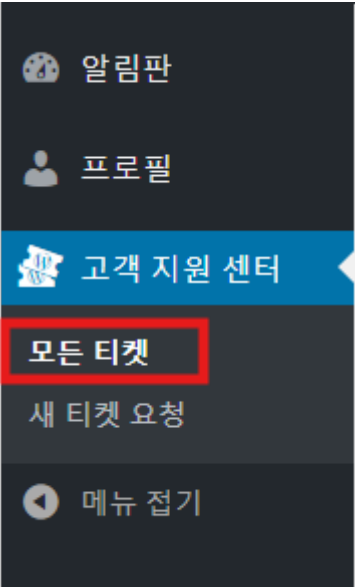 알림판
프로필
고객 지원 센터
모든 티켓
새 티켓 요청
메뉴 접기